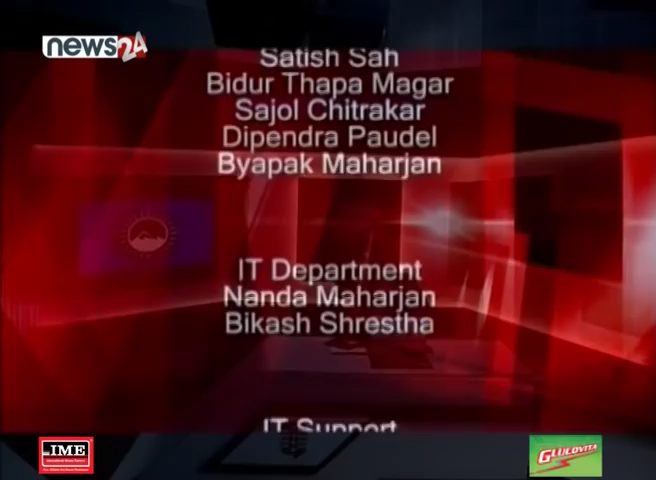 news24
Satish Sah
Bidur Thapa Magar
Sajol Chitrakar
Dipendra Paudel
Byapak Maharjan
IT Department
Nanda Maharjan
Bikash Shrestha
IT Support
IME
GLUCOVITA